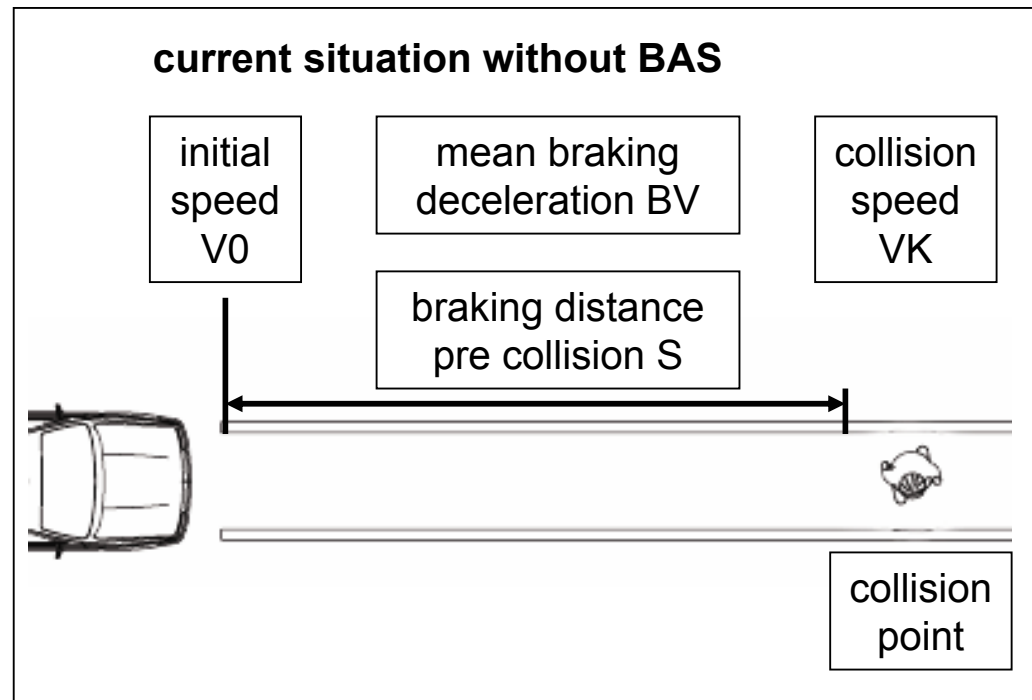 current situation without BAS
initial
speed
V0
mean braking
deceleration BV
collision
speed
VK
braking distance
pre collision S
collision
point